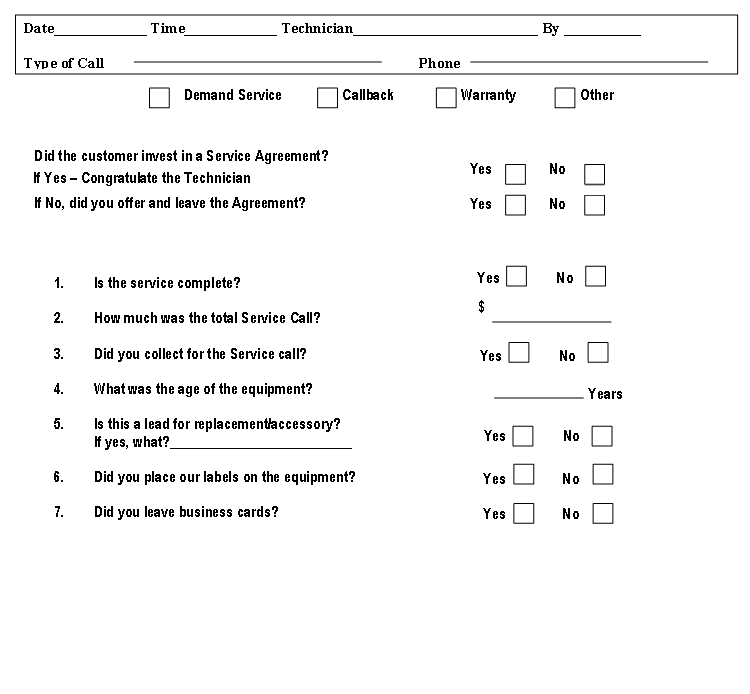 Date____________ Time____________ Technician________________________ By __________
Type of Call ________________________________ Phone ________________________________
Demand Service Callback Warranty Other
Did the customer invest in a Service Agreement? Yes No
If Yes – Congratulate the Technician
If No, did you offer and leave the Agreement? Yes No
1. Is the service complete? Yes No
2. How much was the total Service Call? $ ________________
3. Did you collect for the Service call? Yes No
4. What was the age of the equipment? ____________ Years
5. Is this a lead for replacement/accessory? Yes No
If yes, what?__________________________
6. Did you place our labels on the equipment? Yes No
7. Did you leave business cards? Yes No